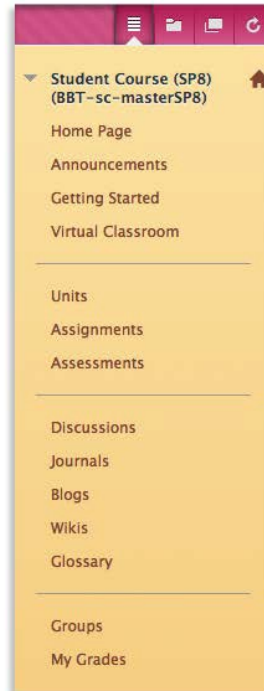 Student Course (SP8)
(BBT-sc-masterSP8)
Home Page
Announcements
Getting Started
Virtual Classroom
Units
Assignments
Assessments
Discussions
Journals
Blogs
Wikis
Glossary
Groups
My Grades